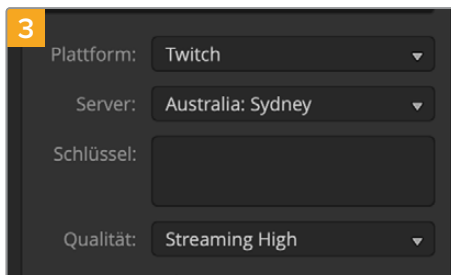 3
Plattform: Twitch
Server: Australia: Sydney
Schlüssel:
Qualität: Streaming High